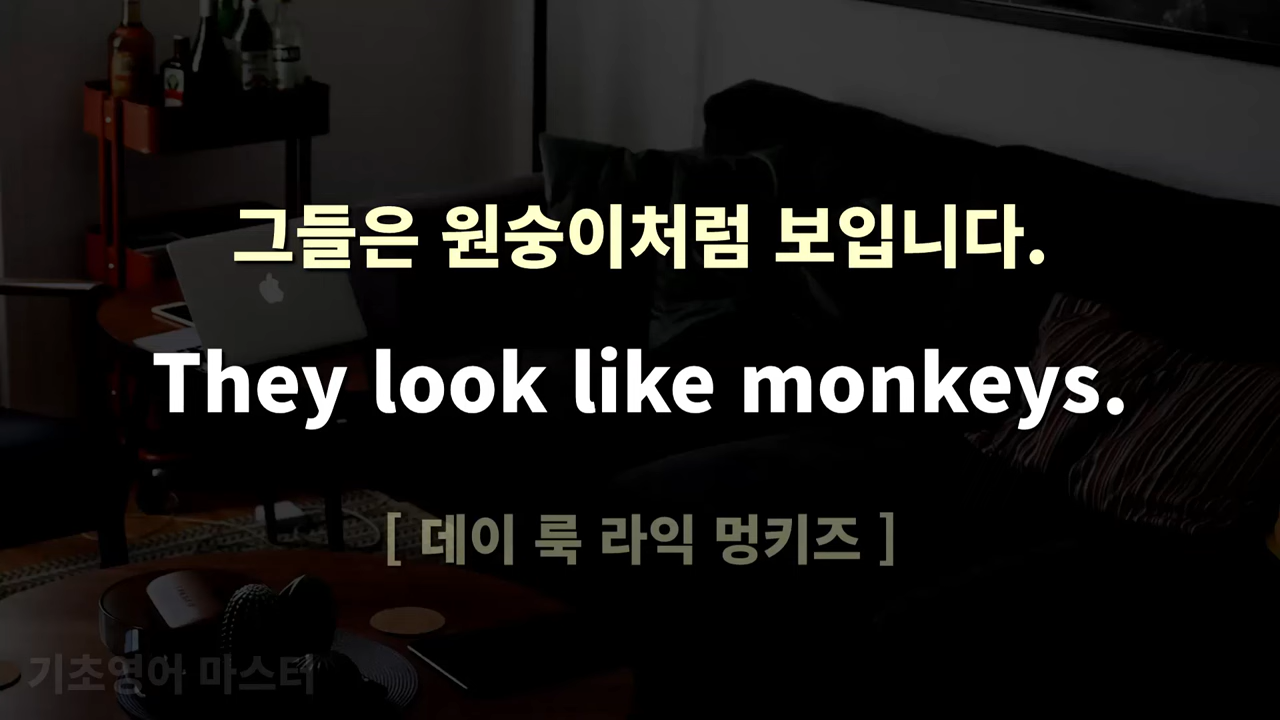 그들은 원숭이처럼 보입니다.
They look like monkeys.
[ 데이 룩 라익 멍키즈 ]
기초영어 마스터